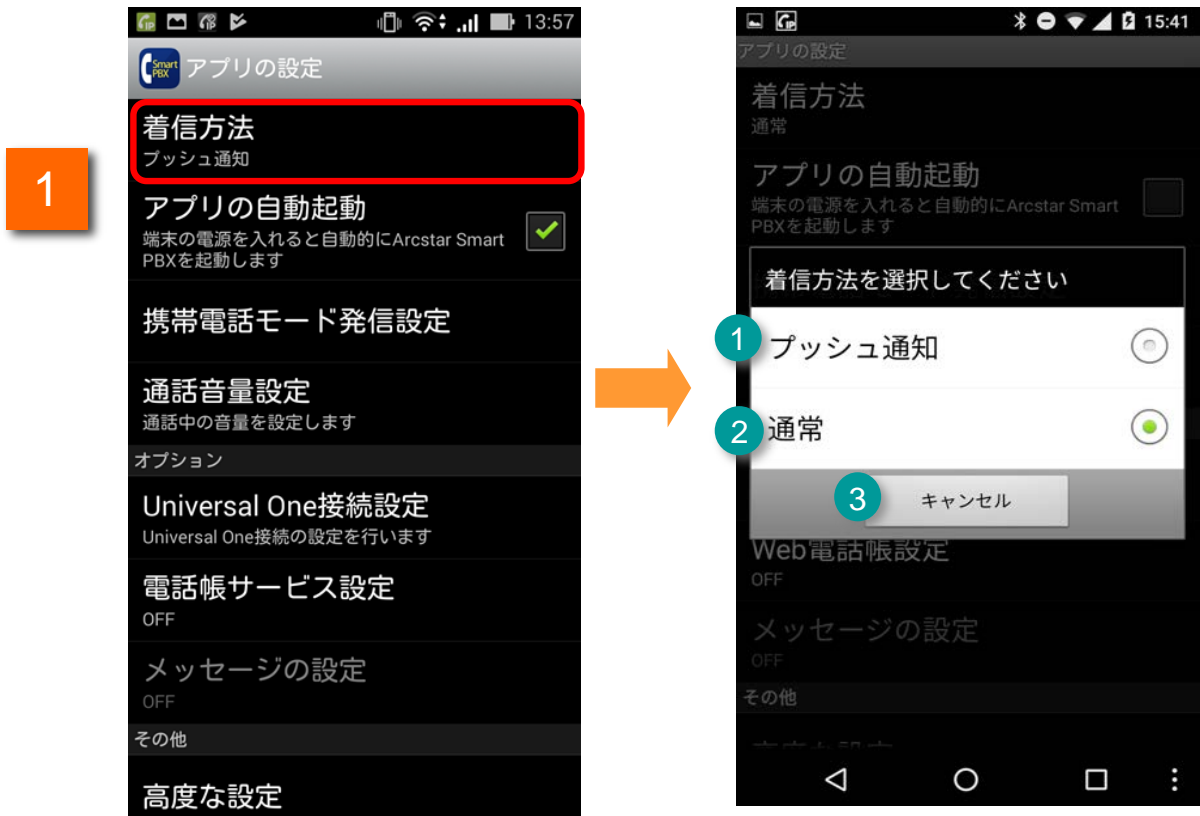 13:57
Smart PBX アプリの設定
1
着信方法
プッシュ通知
アプリの自動起動
端末の電源を入れると自動的にArcstar Smart
PBXを起動します
携帯電話モード発信設定
通話音量設定
通話中の音量を設定します
オプション
Universal One接続設定
Universal One接続の設定を行います
電話帳サービス設定
OFF
メッセージの設定
OFF
その他
高度な設定
15:41
アプリの設定
着信方法
通常
アプリの自動起動
端末の電源を入れると自動的にArcstar Smart
PBXを起動します
着信方法を選択してください
1 プッシュ通知
2 通常
3 キャンセル
Web電話帳設定
OFF
メッセージの設定
OFF
その他